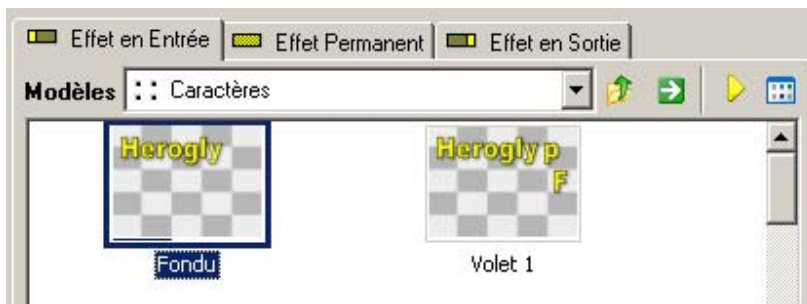 Effet en Entrée Effet Permanent Effet en Sortie
Modèles Caractères
Herogly Herogly p
F
Fondu Volet 1